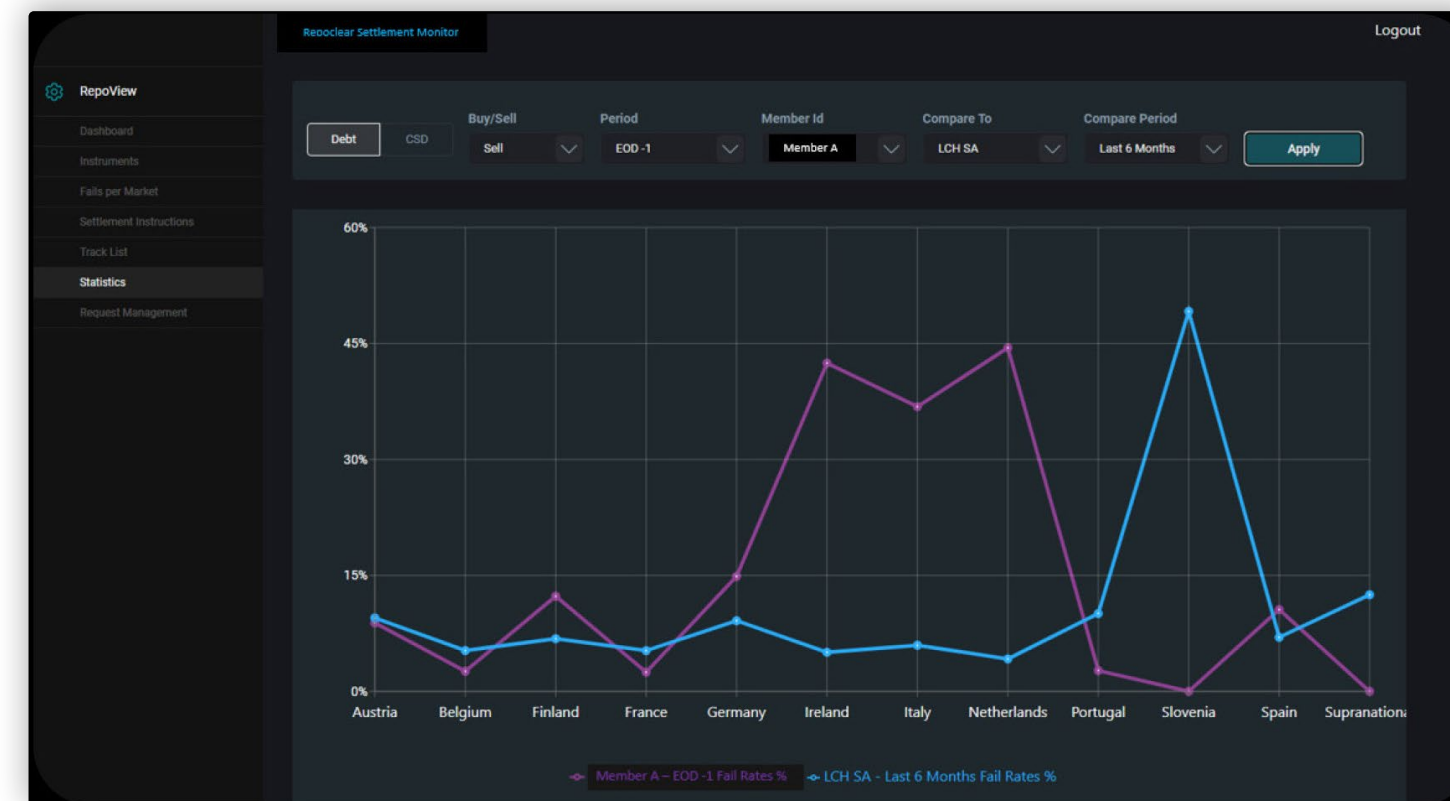 Repoclear Settlement Monitor
Logout
RepoView
Dashboard
Instruments
Fails per Market
Settlement Instructions
Track List
Statistics
Request Management
Debt CSD
Buy/Sell
Sell
Period
EOD -1
Member Id
Member A
Compare To
LCH SA
Compare Period
Last 6 Months
Apply
60%
45%
30%
15%
0%
Austria Belgium Finland France Germany Ireland Italy Netherlands Portugal Slovenia Spain Supranationa
Member A – EOD -1 Fail Rates % LCH SA - Last 6 Months Fail Rates %